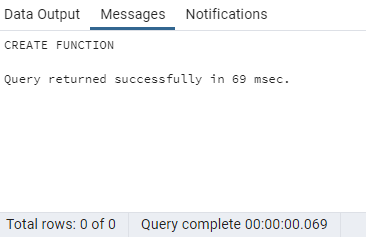 Data Output Messages Notifications
CREATE FUNCTION
Query returned successfully in 69 msec.
Total rows: 0 of 0 Query complete 00:00:00.069